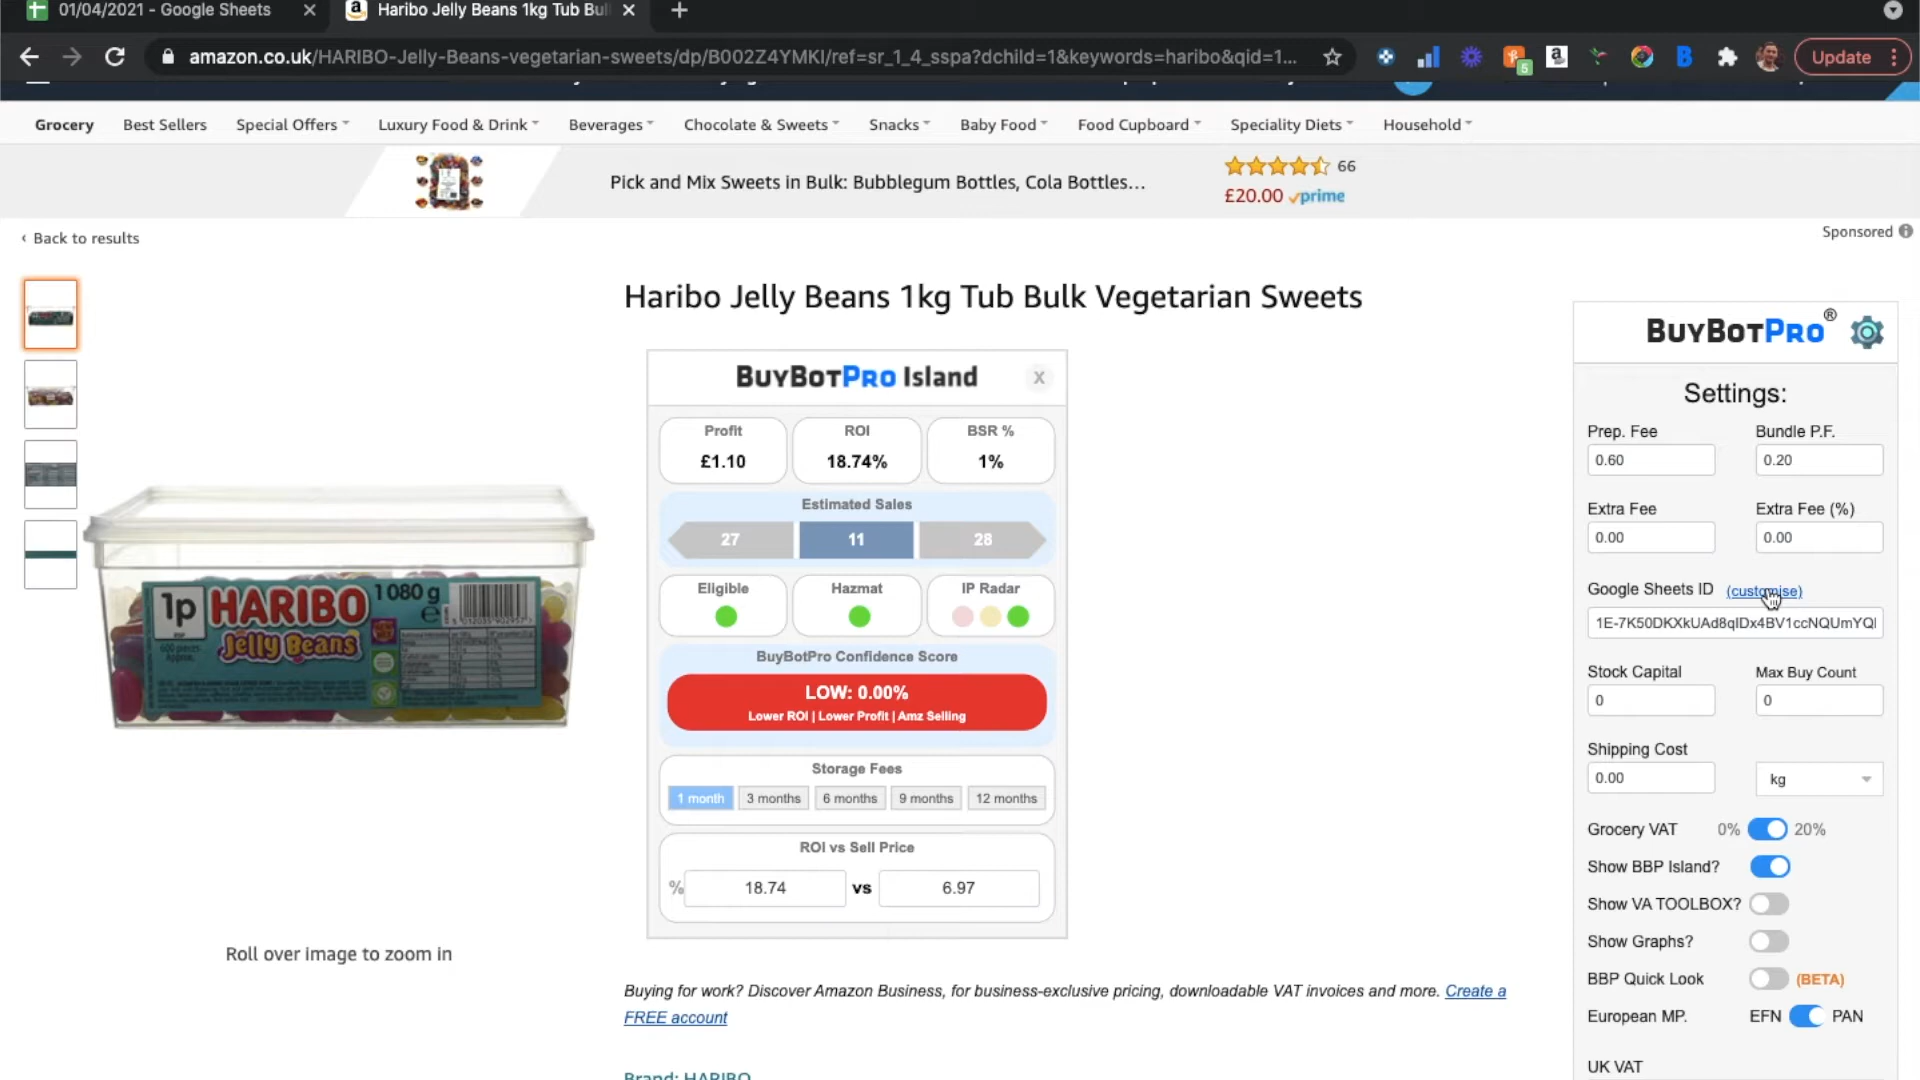 01/04/2021 - Google Sheets
Haribo Jelly Beans 1kg Tub Bul
Update
amazon.co.uk/HARIBO-Jelly-Beans-vegetarian-sweets/dp/B002Z4YMKI/ref=sr_1_4_sspa?dchild=1&keywords=haribo&qid=1...
5
Grocery Best Sellers Special Offers Luxury Food & Drink Beverages Chocolate & Sweets Snacks Baby Food Food Cupboard Speciality Diets Household
Pick and Mix Sweets in Bulk: Bubblegum Bottles, Cola Bottles...
66
£20.00 prime
‹ Back to results
Sponsored
Haribo Jelly Beans 1kg Tub Bulk Vegetarian Sweets
1p HARIBO 1 080 g e
Jelly Beans
Roll over image to zoom in
BuyBotPro Island X
Profit ROI BSR %
£1.10 18.74% 1%
Estimated Sales
27 11 28
Eligible Hazmat IP Radar
BuyBotPro Confidence Score
LOW: 0.00%
Lower ROI | Lower Profit | Amz Selling
Storage Fees
1 month 3 months 6 months 9 months 12 months
ROI vs Sell Price
% 18.74 vs 6.97
Buying for work? Discover Amazon Business, for business-exclusive pricing, downloadable VAT invoices and more. Create a
FREE account
Brand: HARIBO
BuyBotPro®
Settings:
Prep. Fee Bundle P.F.
0.60 0.20
Extra Fee Extra Fee (%)
0.00 0.00
Google Sheets ID (customise)
1E-7K50DKXkUAd8qIDx4BV1ccNQUmYQ
Stock Capital Max Buy Count
0 0
Shipping Cost
0.00 kg
Grocery VAT 0% 20%
Show BBP Island?
Show VA TOOLBOX?
Show Graphs?
BBP Quick Look (BETA)
European MP. EFN PAN
UK VAT